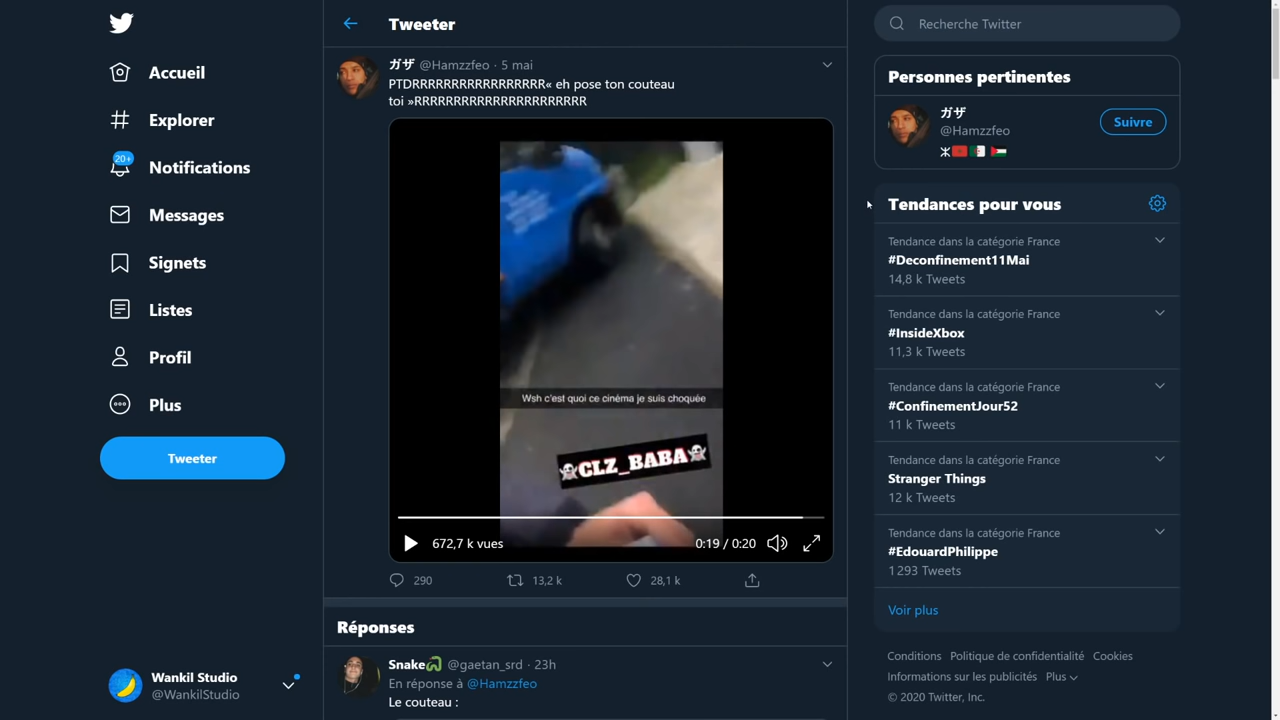 Accueil
Explorer
20+
Notifications
Messages
Signets
Listes
Profil
Plus
Tweeter
Wankil Studio
@WankilStudio
Tweeter
ガザ @Hamzzfeo · 5 mai
PTDRRRRRRRRRRRRRRRRR« eh pose ton couteau
toi »RRRRRRRRRRRRRRRRRRRRRR
Wsh c'est quoi ce cinéma je suis choquée
CLZ_BABA
672,7 k vues
0:19 / 0:20
290
13,2 k
28,1 k
Réponses
Snake @gaetan_srd · 23h
En réponse à @Hamzzfeo
Le couteau :
Recherche Twitter
Personnes pertinentes
ガザ
@Hamzzfeo
Suivre
ⵣ
Tendances pour vous
Tendance dans la catégorie France
#Deconfinement11Mai
14,8 k Tweets
Tendance dans la catégorie France
#InsideXbox
11,3 k Tweets
Tendance dans la catégorie France
#ConfinementJour52
11 k Tweets
Tendance dans la catégorie France
Stranger Things
12 k Tweets
Tendance dans la catégorie France
#EdouardPhilippe
1 293 Tweets
Voir plus
Conditions Politique de confidentialité Cookies
Informations sur les publicités Plus
© 2020 Twitter, Inc.